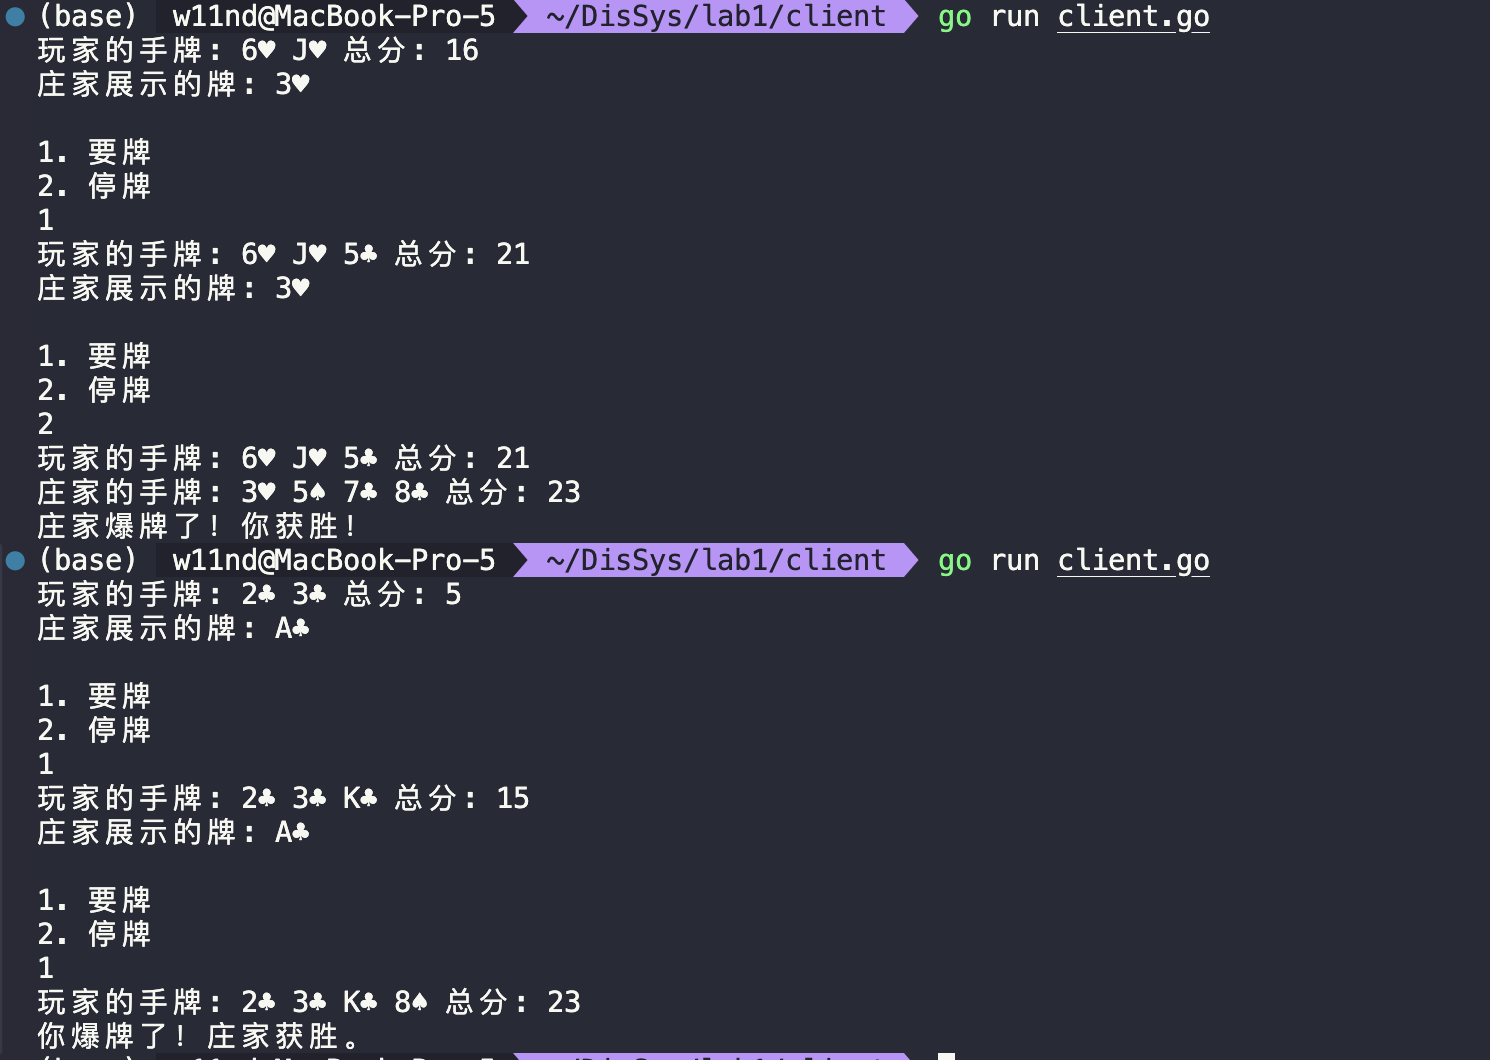 (base) w11nd@MacBook-Pro-5 ~/DisSys/lab1/client go run client.go
玩家的手牌: 6♥ J♥ 总分: 16
庄家展示的牌: 3♥
1. 要牌
2. 停牌
1
玩家的手牌: 6♥ J♥ 5♣ 总分: 21
庄家展示的牌: 3♥
1. 要牌
2. 停牌
2
玩家的手牌: 6♥ J♥ 5♣ 总分: 21
庄家的手牌: 3♥ 5♠ 7♣ 8♣ 总分: 23
庄家爆牌了! 你获胜!
(base) w11nd@MacBook-Pro-5 ~/DisSys/lab1/client go run client.go
玩家的手牌: 2♣ 3♣ 总分: 5
庄家展示的牌: A♣
1. 要牌
2. 停牌
1
玩家的手牌: 2♣ 3♣ K♣ 总分: 15
庄家展示的牌: A♣
1. 要牌
2. 停牌
1
玩家的手牌: 2♣ 3♣ K♣ 8♠ 总分: 23
你爆牌了! 庄家获胜。
(base) w11nd@MacBook-Pro-5 ~/DisSys/lab1/client